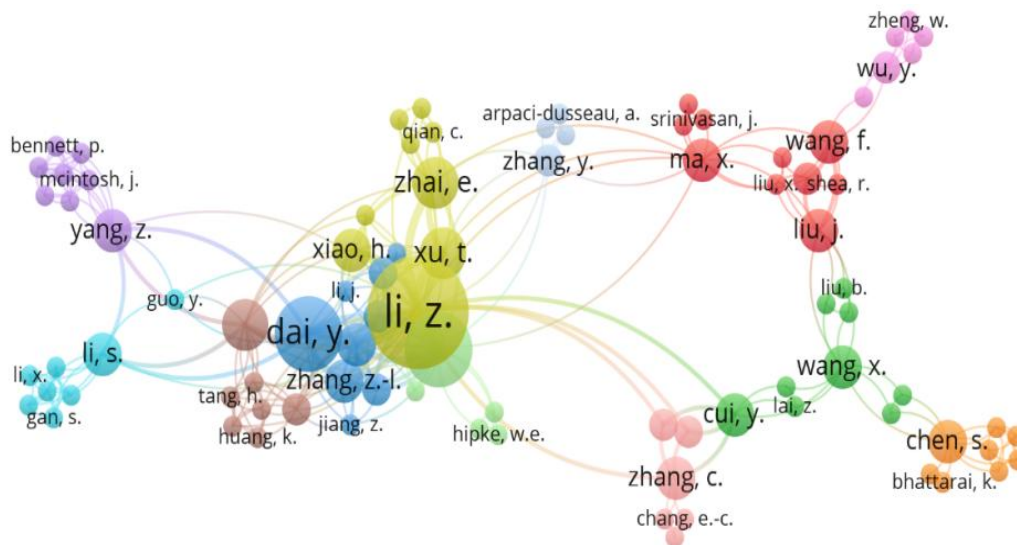 zheng, w.
wu, y.
arpaci-dusseau, a.
srinivasan, j.
qian, c.
bennett, p.
mcintosh, j.
zhai, e.
zhang, y.
ma, x.
wang, f.
liu, x.
shea, r.
yang, z.
xiao, h.
xu, t.
liu, j.
li, j.
guo, y.
li, z.
liu, b.
dai, y.
li, s.
zhang, z.-l.
wang, x.
li, x.
gan, s.
tang, h.
huang, k.
jiang, z.
hipke, w.e.
cui, y.
lai, z.
chen, s.
zhang, c.
bhattarai, k.
chang, e.-c.